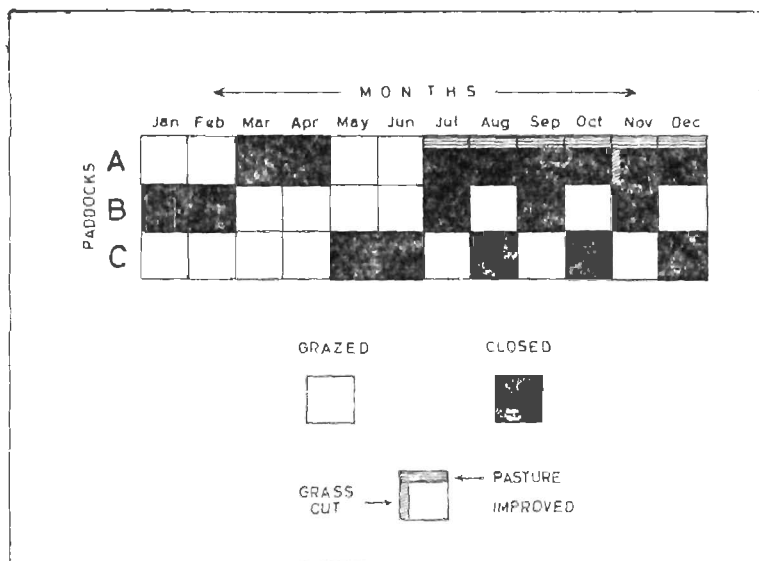 MONTHS
Jan Feb Mar Apr May Jun Jul Aug Sep Oct Nov Dec
PADDOCKS
A
B
C
GRAZED CLOSED
GRASS CUT
PASTURE IMPROVED